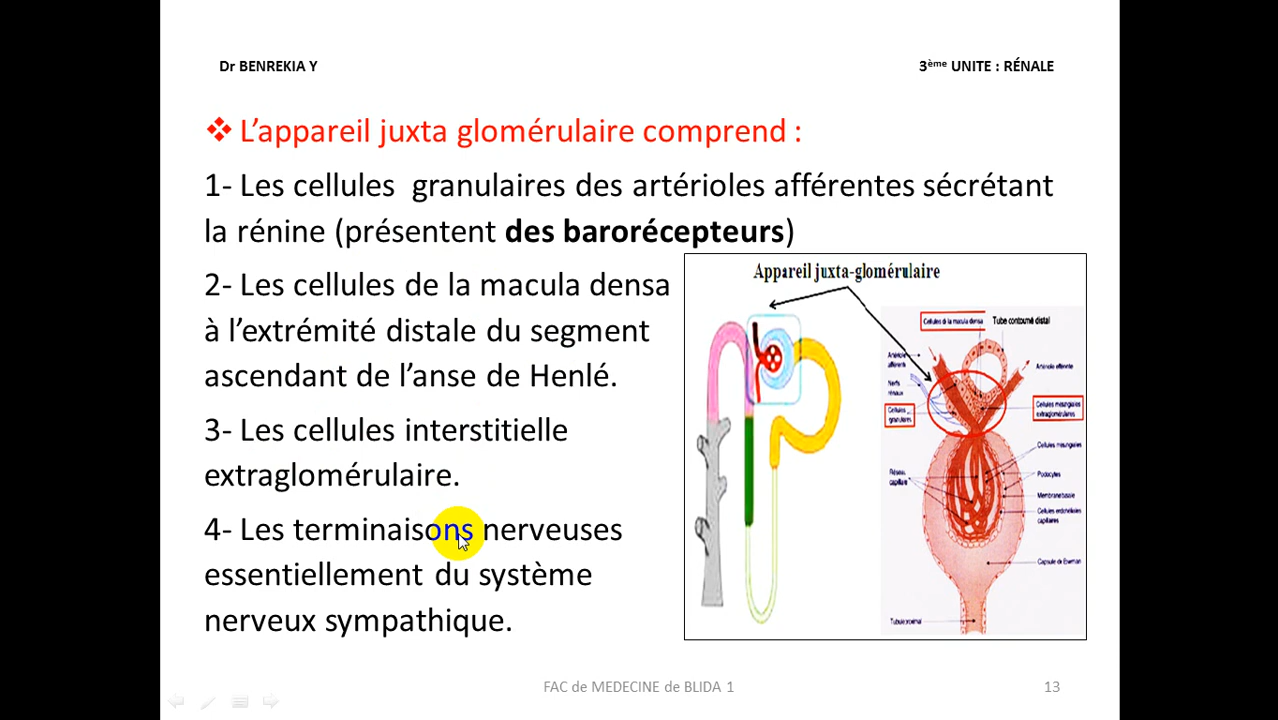 Dr BENREKIA Y
3ème UNITE : RÉNALE
❖ L'appareil juxta glomérulaire comprend :
1- Les cellules granulaires des artérioles afférentes sécrétant
la rénine (présentent des barorécepteurs)
2- Les cellules de la macula densa
à l'extrémité distale du segment
ascendant de l'anse de Henlé.
3- Les cellules interstitielle
extraglomérulaire.
4- Les terminaisons nerveuses
essentiellement du système
nerveux sympathique.
Appareil juxta-glomérulaire
Cellules de la macula densa
Tube contourné distal
Artériole
afférente
Artériole efférente
Nerfs
rénaux
Cellules
granulaires
Cellules mésangiales
extraglomérulaires
Cellules mésangiales
Réseau
capillaire
Podocytes
Membrane basale
Cellules endothéliales
capillaires
Capsule de Bowman
Tubule proximal
FAC de MEDECINE de BLIDA 1
13